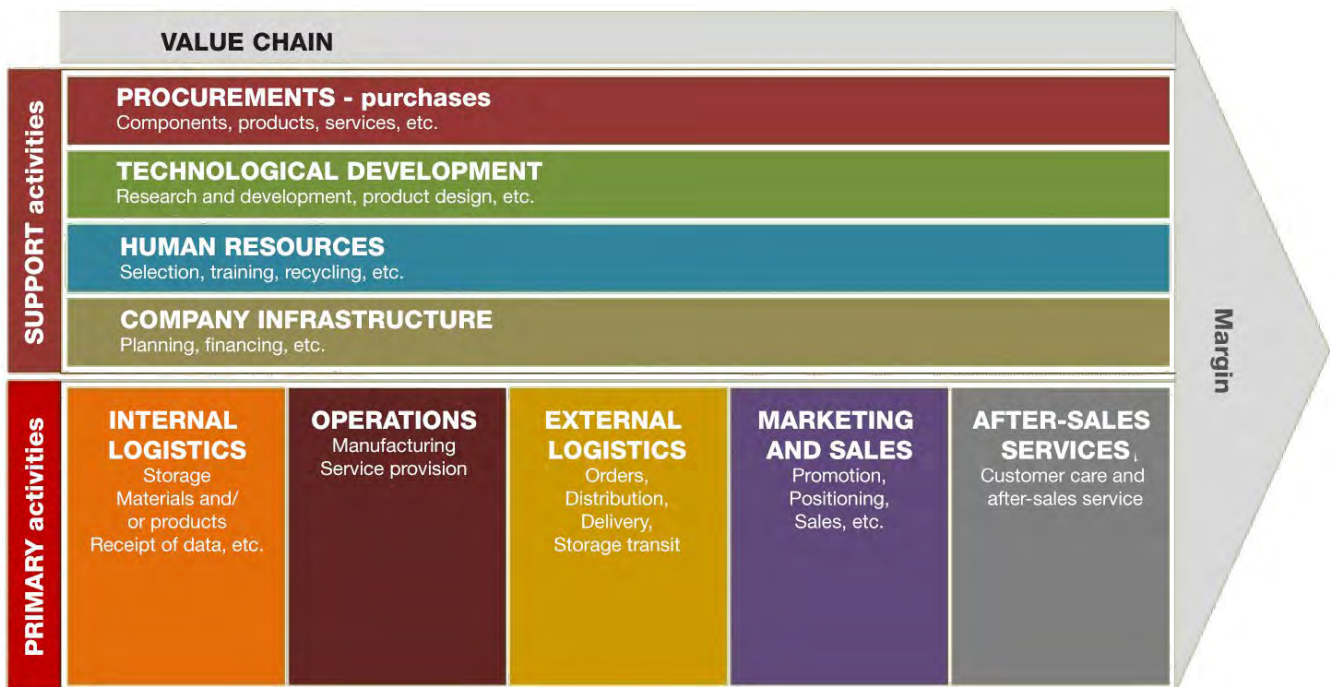 VALUE CHAIN
SUPPORT activities
PROCUREMENTS - purchases
Components, products, services, etc.
TECHNOLOGICAL DEVELOPMENT
Research and development, product design, etc.
HUMAN RESOURCES
Selection, training, recycling, etc.
COMPANY INFRASTRUCTURE
Planning, financing, etc.
PRIMARY activities
INTERNAL
LOGISTICS
Storage
Materials and/
or products
Receipt of data, etc.
OPERATIONS
Manufacturing
Service provision
EXTERNAL
LOGISTICS
Orders,
Distribution,
Delivery,
Storage transit
MARKETING
AND SALES
Promotion,
Positioning,
Sales, etc.
AFTER-SALES
SERVICES
Customer care and
after-sales service
Margin